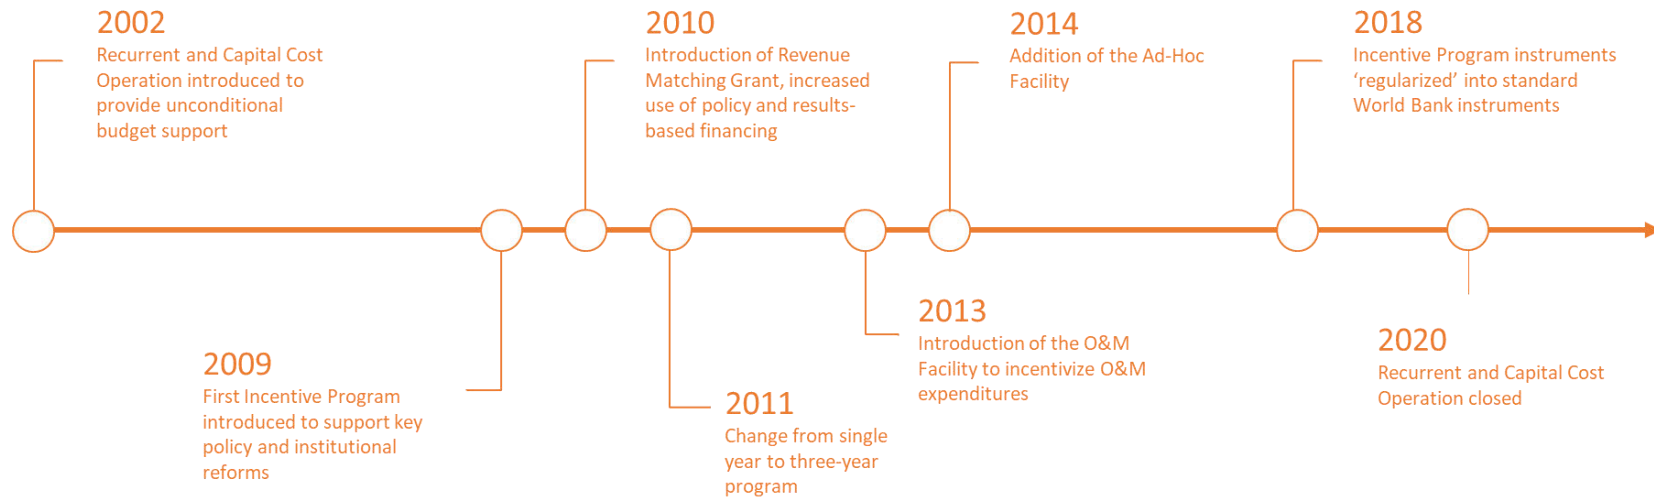 2002
Recurrent and Capital Cost
Operation introduced to
provide unconditional
budget support
2009
First Incentive Program
introduced to support key
policy and institutional
reforms
2010
Introduction of Revenue
Matching Grant, increased
use of policy and results-
based financing
2011
Change from single
year to three-year
program
2013
Introduction of the O&M
Facility to incentivize O&M
expenditures
2014
Addition of the Ad-Hoc
Facility
2018
Incentive Program instruments
‘regularized’ into standard
World Bank instruments
2020
Recurrent and Capital Cost
Operation closed